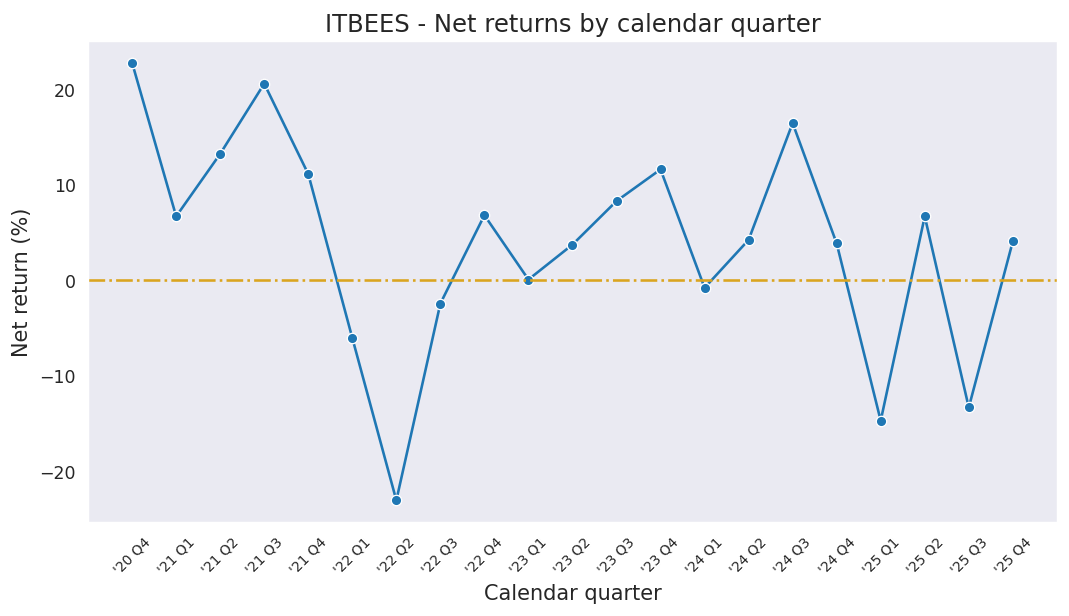 ITBEES - Net returns by calendar quarter
Net return (%)
20
10
0
−10
−20
'20 Q4
'21 Q1
'21 Q2
'21 Q3
'21 Q4
'22 Q1
'22 Q2
'22 Q3
'22 Q4
'23 Q1
'23 Q2
'23 Q3
'23 Q4
'24 Q1
'24 Q2
'24 Q3
'24 Q4
'25 Q1
'25 Q2
'25 Q3
'25 Q4
Calendar quarter